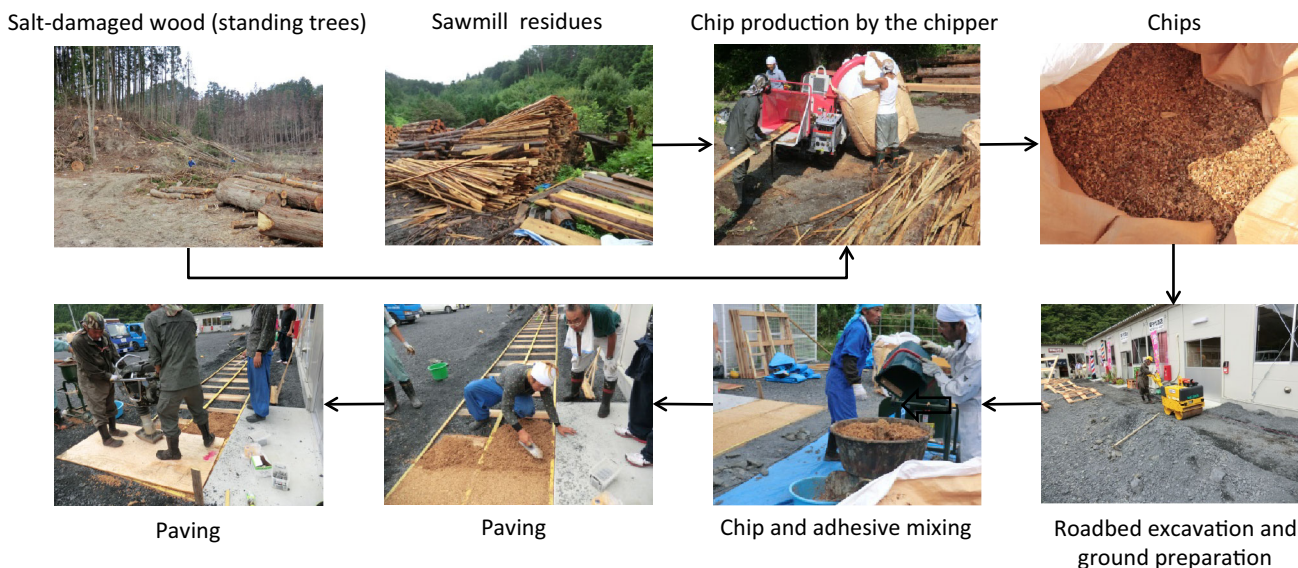 Salt-damaged wood (standing trees)
Sawmill residues
Chip production by the chipper
Chips
Paving
Paving
Chip and adhesive mixing
Roadbed excavation and
ground preparation